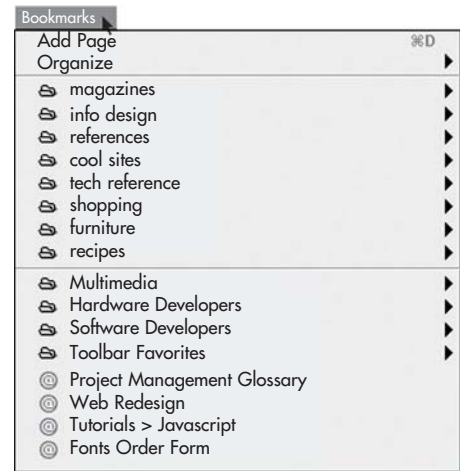 Bookmarks
Add Page ⌘D
Organize
magazines
info design
references
cool sites
tech reference
shopping
furniture
recipes
Multimedia
Hardware Developers
Software Developers
Toolbar Favorites
Project Management Glossary
Web Redesign
Tutorials > Javascript
Fonts Order Form